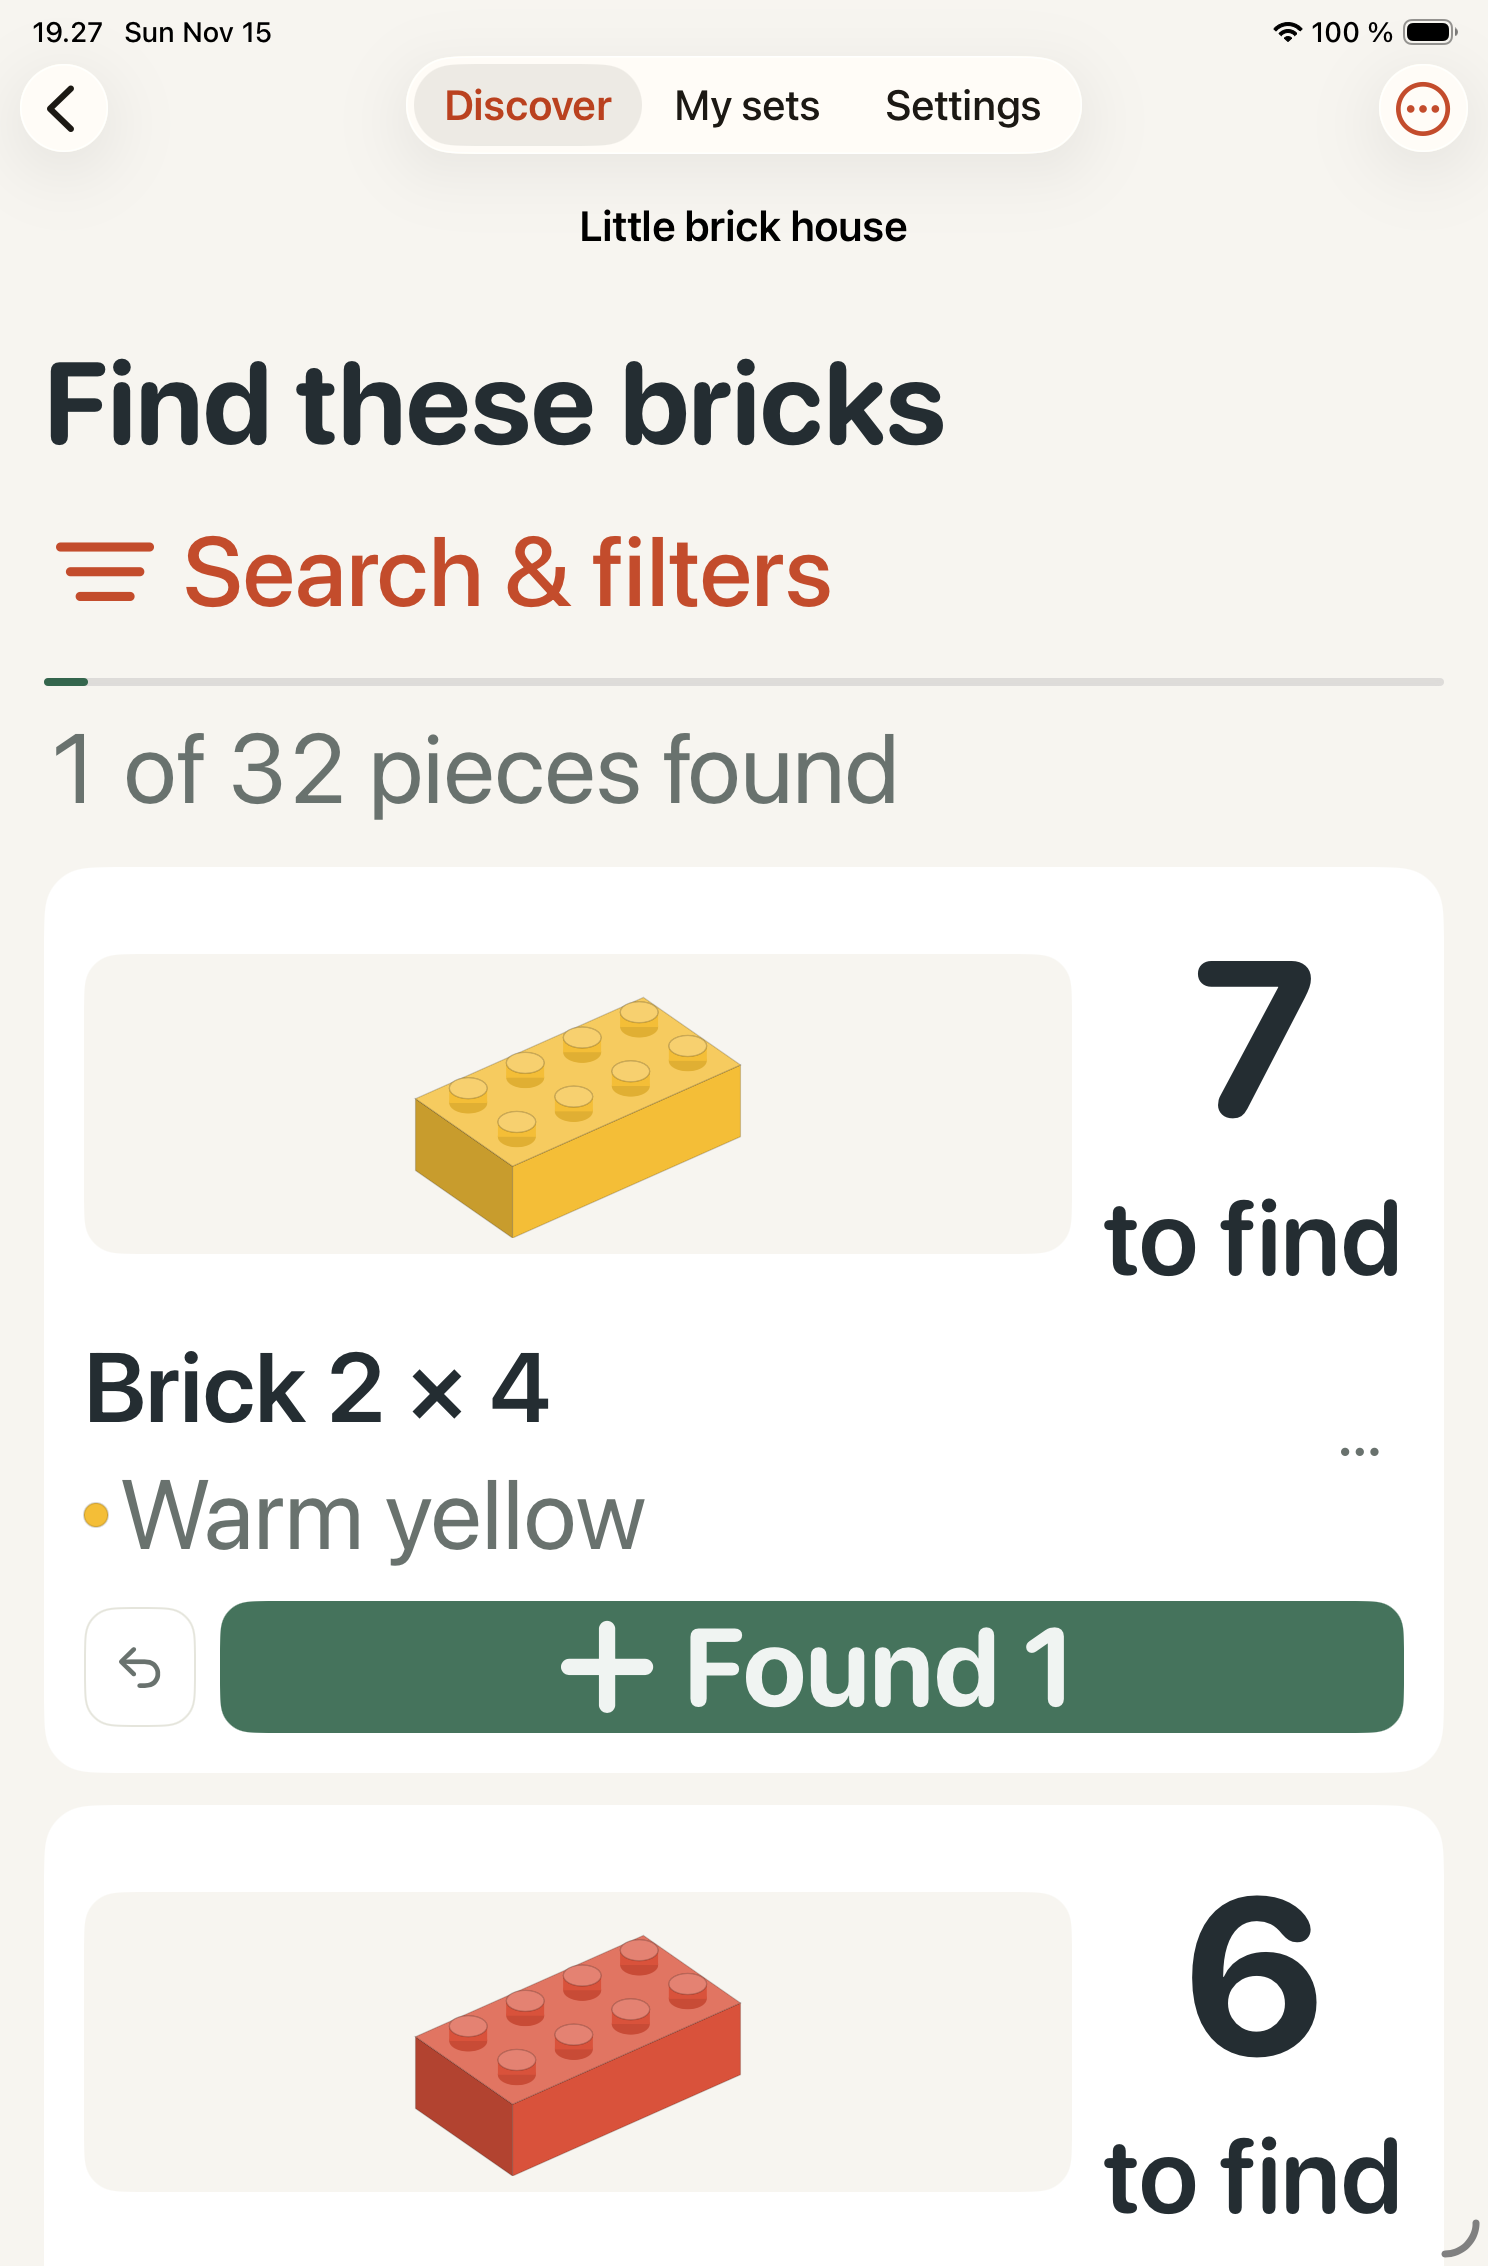 19.27 Sun Nov 15 100 %
Discover My sets Settings
Little brick house
Find these bricks
Search & filters
1 of 32 pieces found
7
to find
Brick 2 × 4
Warm yellow
+ Found 1
6
to find